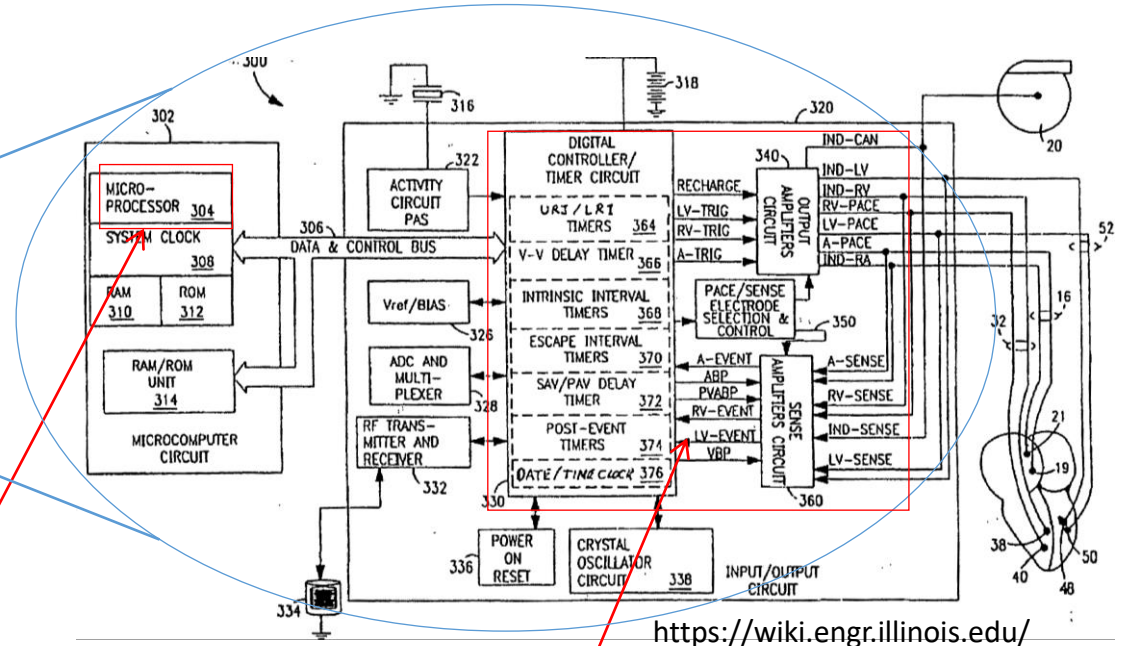 300
316
318
302
322
320
20
MICRO-
PROCESSOR 304
SYSTEM CLOCK
308
RAM
310
ROM
312
RAM/ROM
UNIT
314
MICROCOMPUTER
CIRCUIT
306
DATA & CONTROL BUS
ACTIVITY
CIRCUIT
PAS
Vref/BIAS
326
ADC AND
MULTI-
PLEXER
328
RF TRANS-
MITTER AND
RECEIVER
332
334
DIGITAL
CONTROLLER/
TIMER CIRCUIT
URI/LRI
TIMERS 364
V-V DELAY TIMER 366
INTRINSIC INTERVAL
TIMERS 368
ESCAPE INTERVAL
TIMERS 370
SAV/PAV DELAY
TIMER 372
POST-EVENT
TIMERS 374
DATE/TIME CLOCK 376
330
336
POWER
ON
RESET
CRYSTAL
OSCILLATOR
CIRCUIT 338
INPUT/OUTPUT
CIRCUIT
RECHARGE
LV-TRIG
RV-TRIG
A-TRIG
340
OUTPUT
AMPLIFIERS
CIRCUIT
PACE/SENSE
ELECTRODE
SELECTION &
CONTROL
350
A-EVENT
ABP
PVABP
RV-EVENT
LV-EVENT
VBP
SENSE
AMPLIFIERS CIRCUIT
360
IND-CAN
IND-LV
IND-RV
RV-PACE
LV-PACE
A-PACE
IND-RA
A-SENSE
RV-SENSE
IND-SENSE
LV-SENSE
52
16
32
21
19
38
40
50
48
https://wiki.engr.illinois.edu/